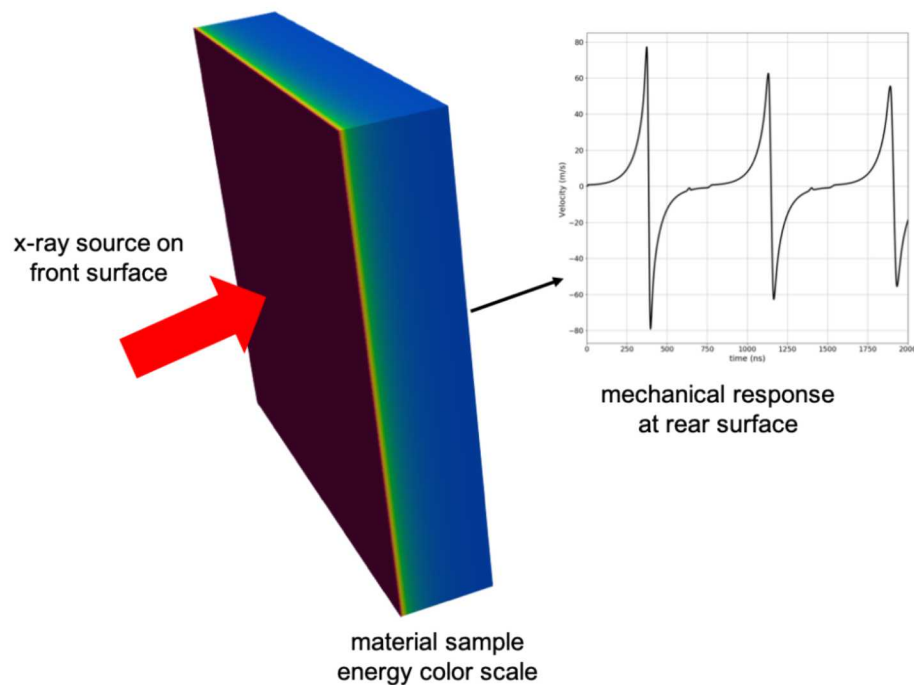 x-ray source on
front surface
80
60
40
20
0
−20
−40
−60
−80
Velocity (m/s)
0 250 500 750 1000 1250 1500 1750 2000
time (ns)
mechanical response
at rear surface
material sample
energy color scale